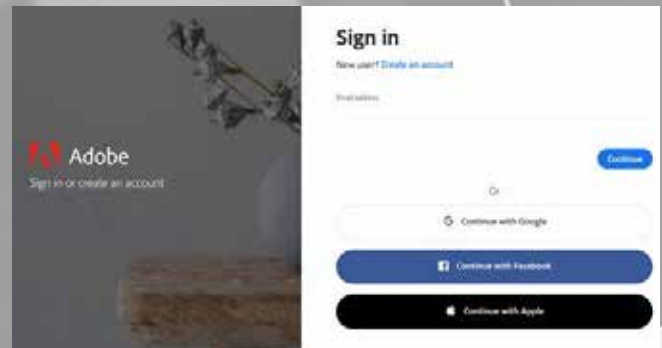 Adobe
Sign in or create an account
Sign in
New user? Create an account
Email address
Continue
Or
Continue with Google
Continue with Facebook
Continue with Apple